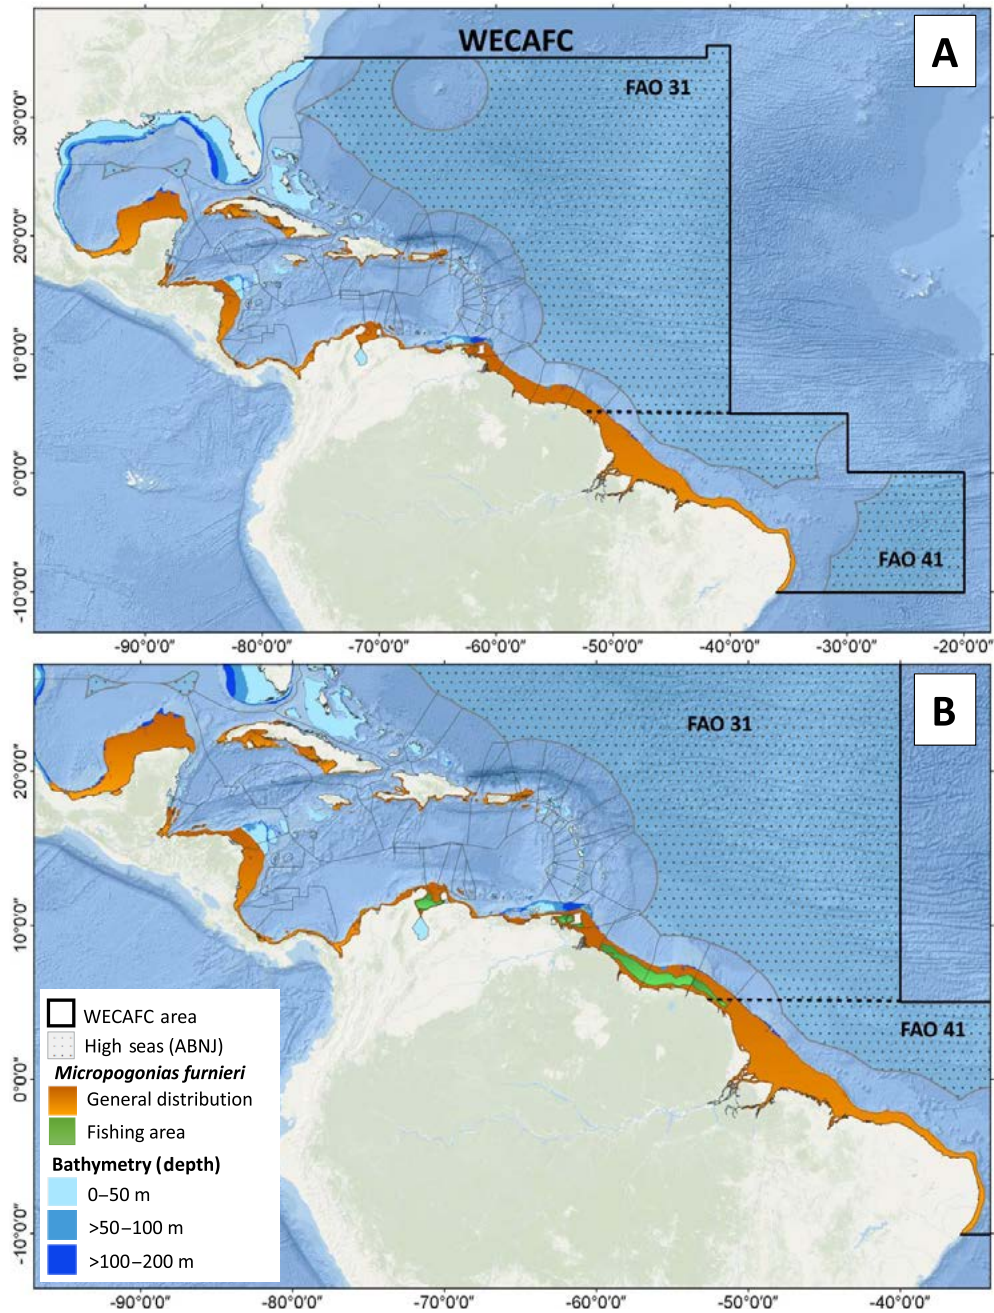 WECAFC
A
FAO 31
FAO 41
30°0'0"
20°0'0"
10°0'0"
0°0'0"
-10°0'0"
-90°0'0" -80°0'0" -70°0'0" -60°0'0" -50°0'0" -40°0'0" -30°0'0" -20°0'0"
B
FAO 31
FAO 41
20°0'0"
10°0'0"
0°0'0"
-10°0'0"
WECAFC area
High seas (ABNJ)
Micropogonias furnieri
General distribution
Fishing area
Bathymetry (depth)
0–50 m
>50–100 m
>100–200 m
-90°0'0" -80°0'0" -70°0'0" -60°0'0" -50°0'0" -40°0'0"